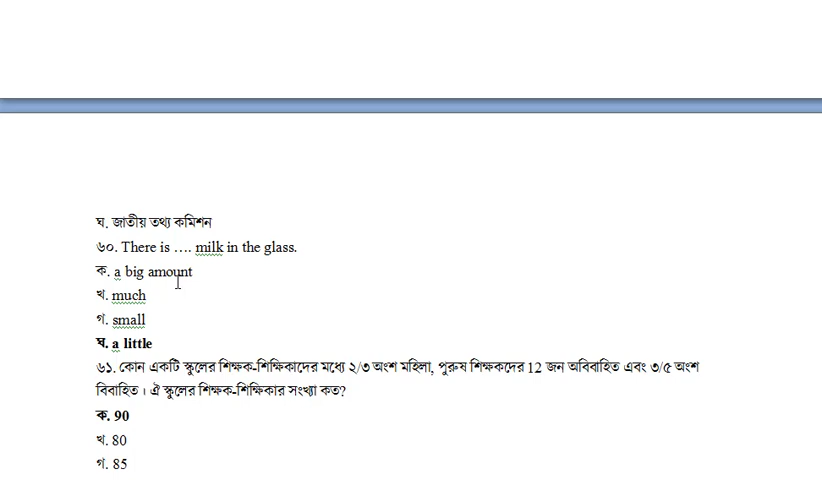 ঘ. জাতীয় তথ্য কমিশন
৬০. There is …. milk in the glass.
ক. a big amount
খ. much
গ. small
ঘ. a little
৬১. কোন একটি স্কুলের শিক্ষক-শিক্ষিকাদের মধ্যে ২/৩ অংশ মহিলা, পুরুষ শিক্ষকদের 12 জন অবিবাহিত এবং ৩/৫ অংশ
বিবাহিত। ঐ স্কুলের শিক্ষক-শিক্ষিকার সংখ্যা কত?
ক. 90
খ. 80
গ. 85